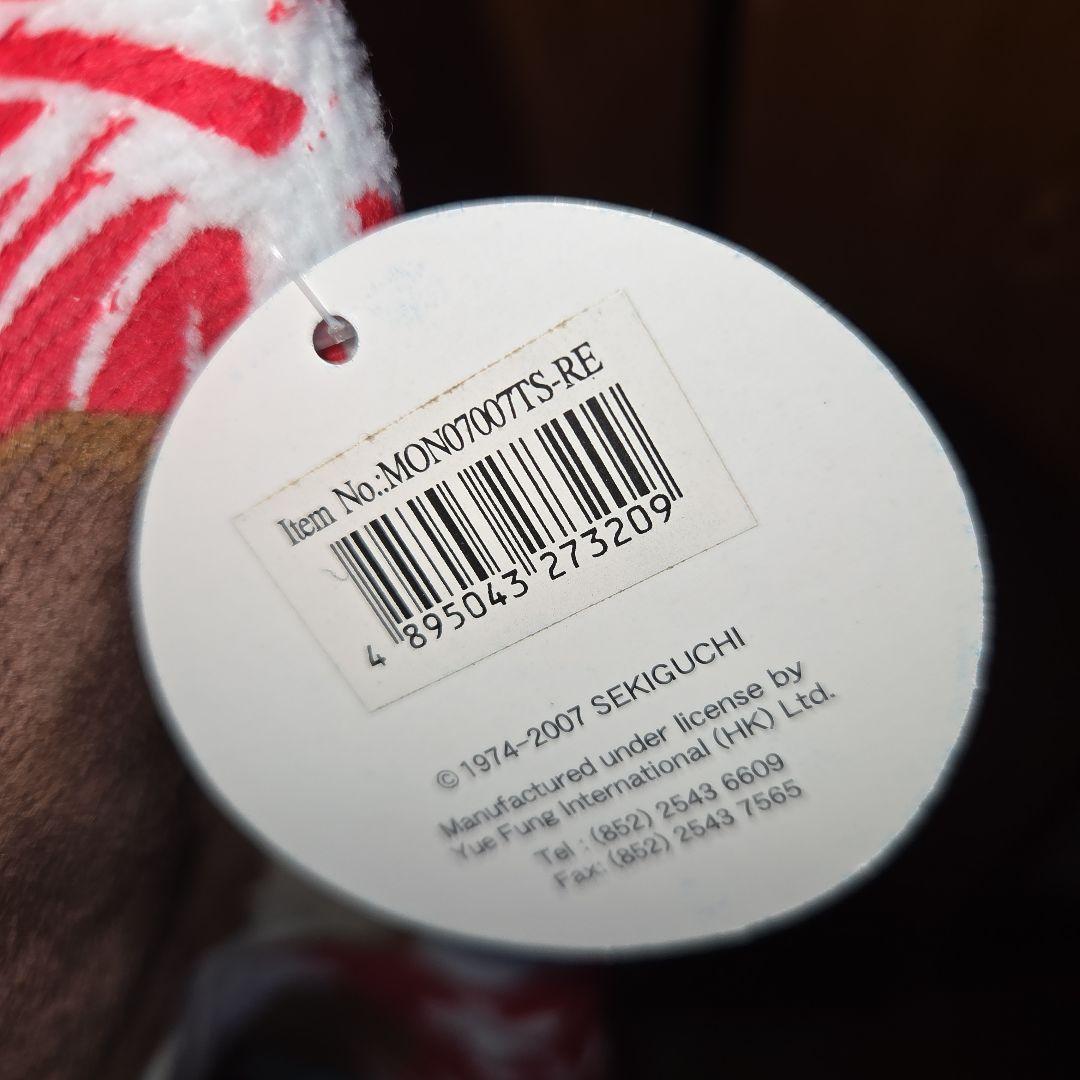 Item No.:MON07007TS-RE
4 895043 273209
© 1974-2007 SEKIGUCHI
Manufactured under license by
Yue Fung International (HK) Ltd.
Tel : (852) 2543 6609
Fax: (852) 2543 7565